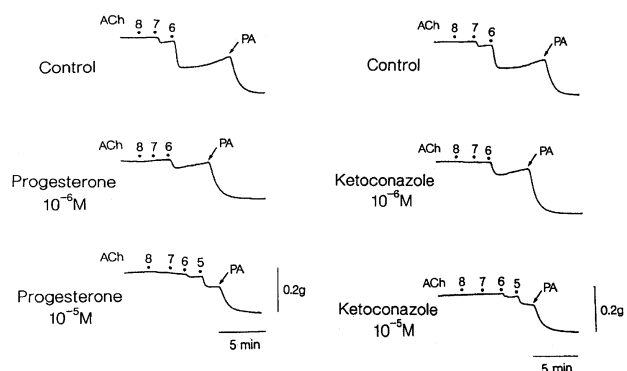 ACh 8 7 6 PA
Control
ACh 8 7 6 PA
Progesterone
10⁻⁶M
ACh 8 7 6 5 PA
Progesterone
10⁻⁵M
0.2g
5 min
ACh 8 7 6 PA
Control
ACh 8 7 6 PA
Ketoconazole
10⁻⁶M
ACh 8 7 6 5 PA
Ketoconazole
10⁻⁵M
0.2g
5 min